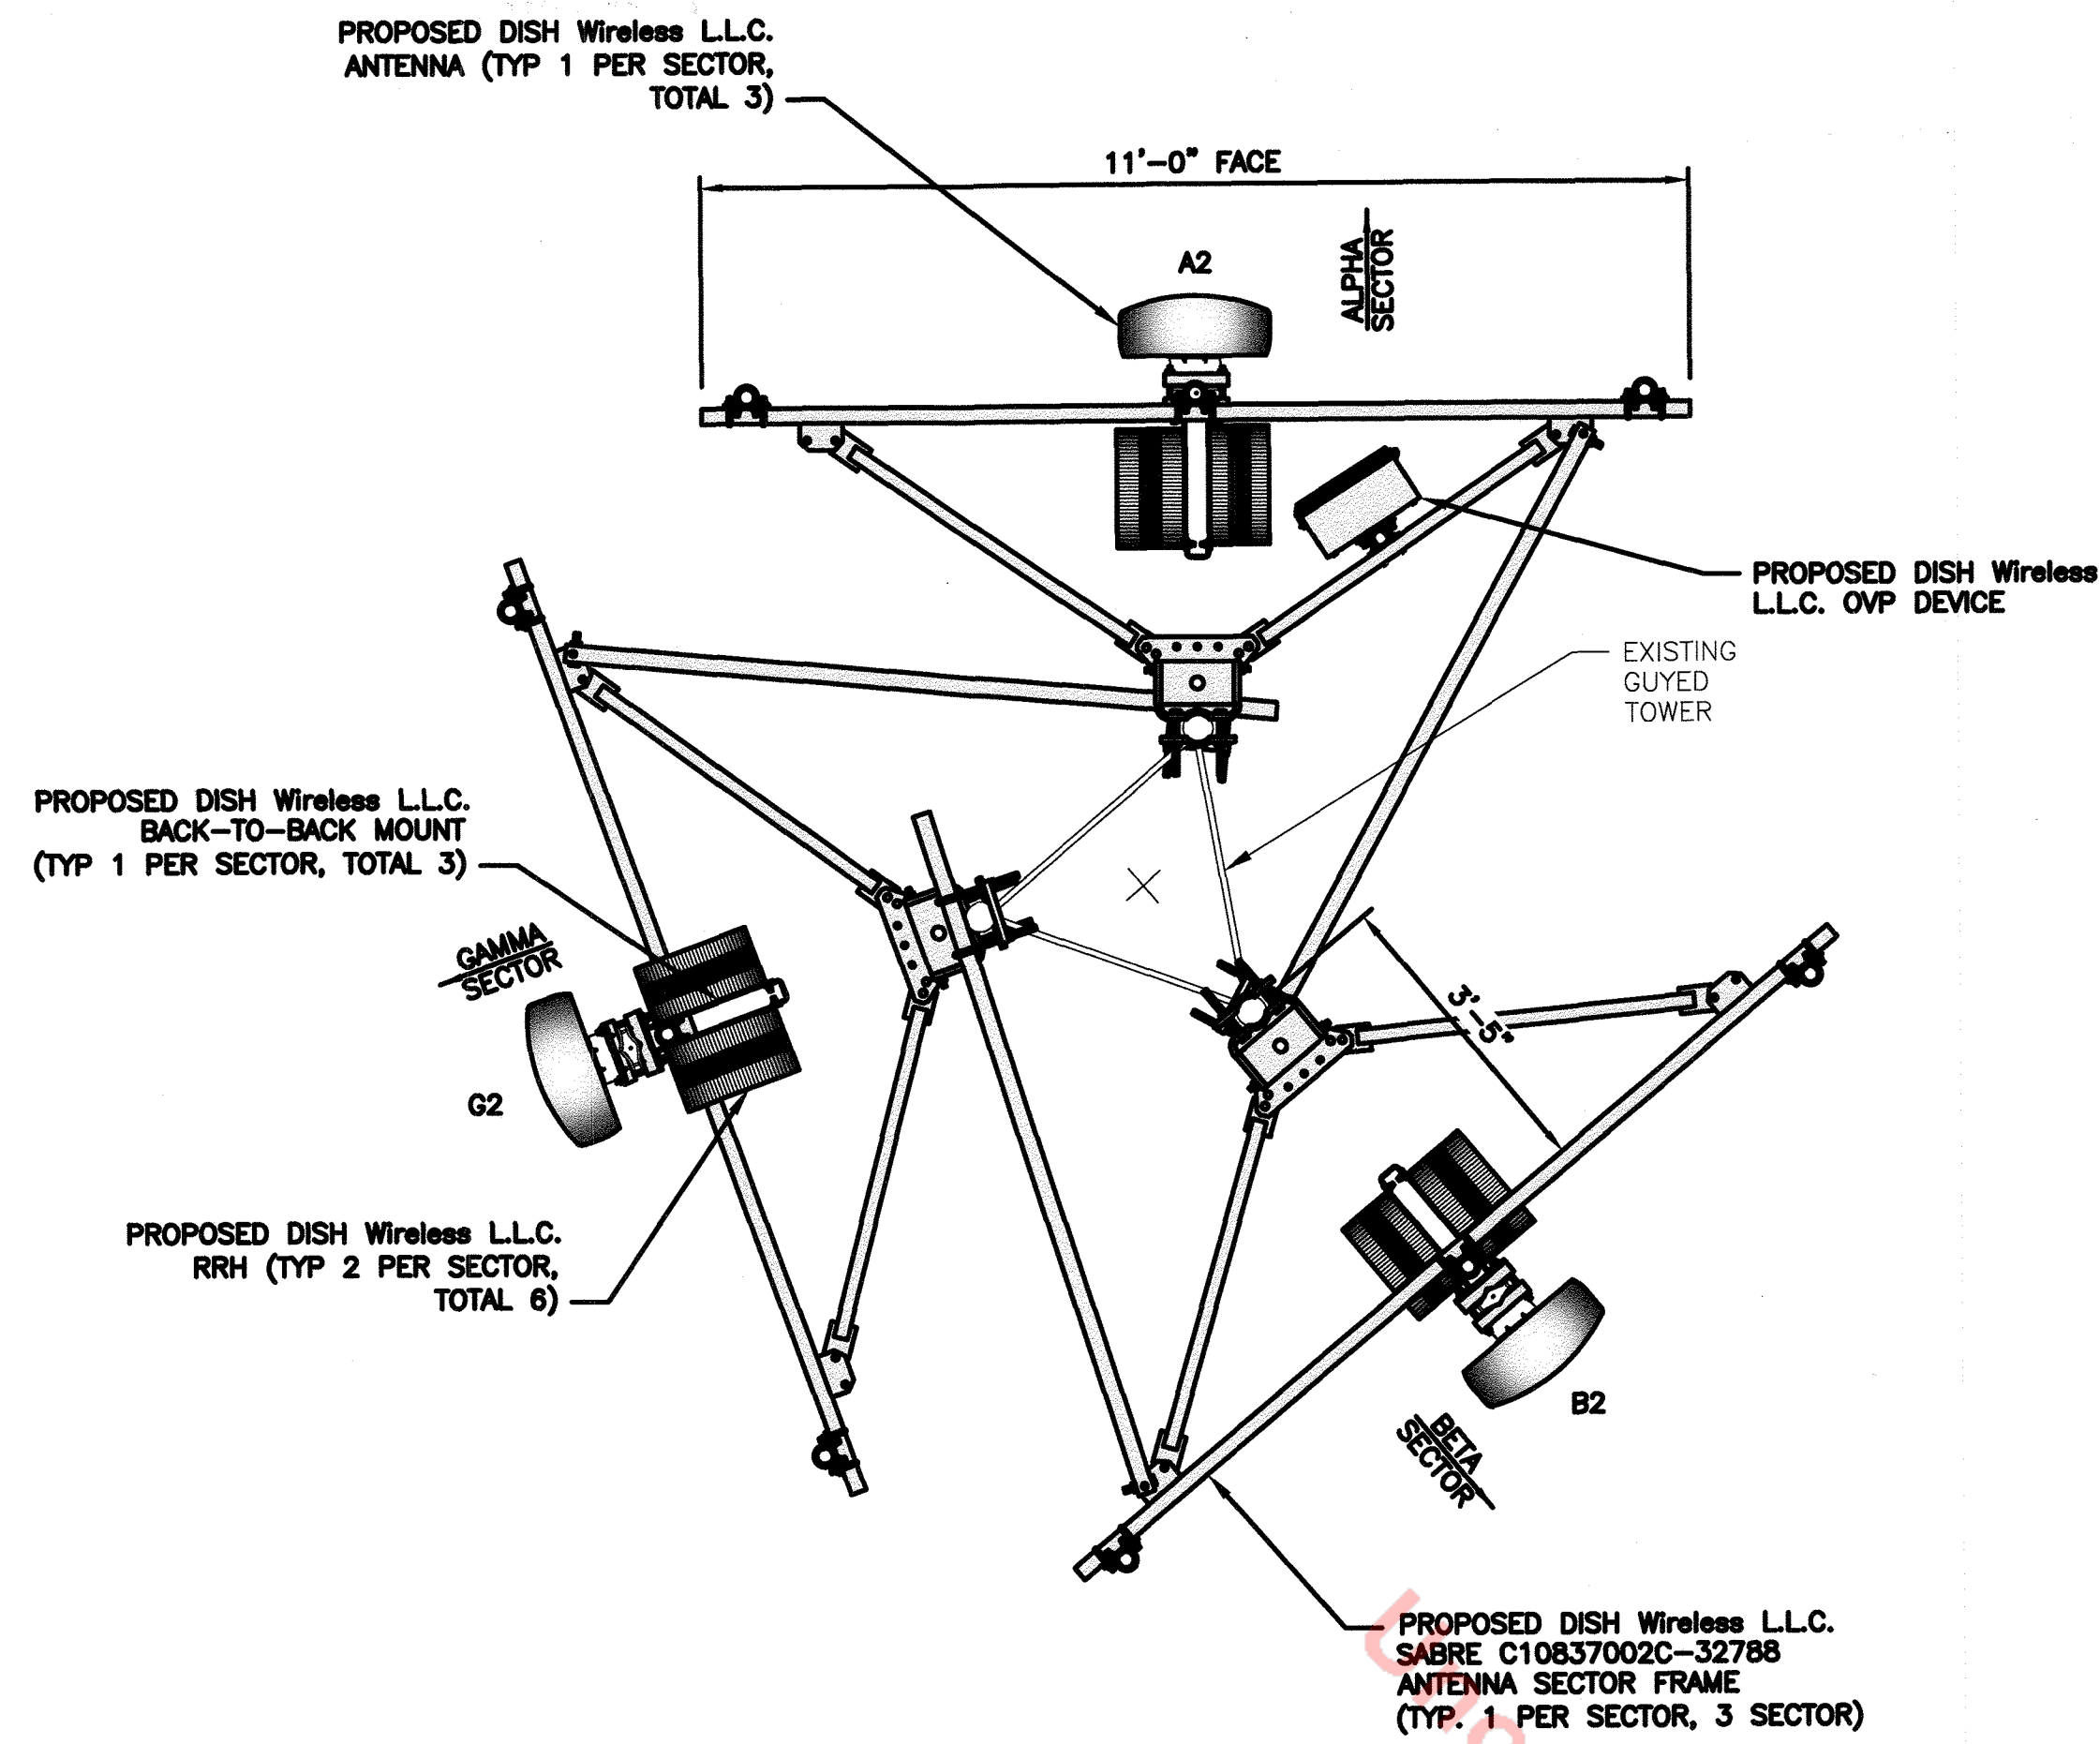 PROPOSED DISH Wireless L.L.C.
ANTENNA (TYP 1 PER SECTOR,
TOTAL 3)
11'-0" FACE
A2
ALPHA
SECTOR
PROPOSED DISH Wireless
L.L.C. OVP DEVICE
EXISTING
GUYED
TOWER
PROPOSED DISH Wireless L.L.C.
BACK-TO-BACK MOUNT
(TYP 1 PER SECTOR, TOTAL 3)
GAMMA
SECTOR
G2
3'-5"
PROPOSED DISH Wireless L.L.C.
RRH (TYP 2 PER SECTOR,
TOTAL 6)
B2
BETA
SECTOR
PROPOSED DISH Wireless L.L.C.
SABRE C10837002C-32788
ANTENNA SECTOR FRAME
(TYP. 1 PER SECTOR, 3 SECTOR)